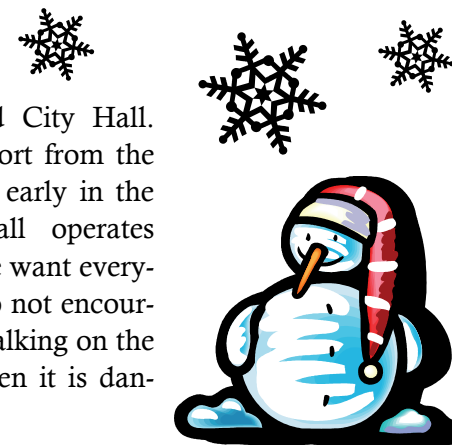 City Hall.
ort from the
early in the
all operates
want every-
not encour-
alking on the
en it is dan-